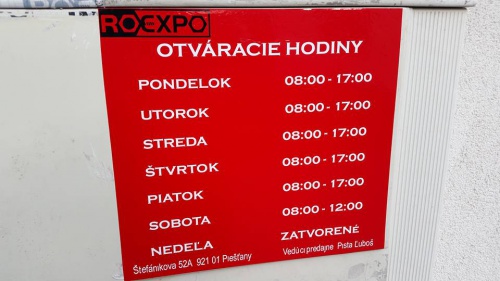 ROEXPO
OTVÁRACIE HODINY
PONDELOK 08:00 - 17:00
UTOROK 08:00 - 17:00
STREDA 08:00 - 17:00
ŠTVRTOK 08:00 - 17:00
PIATOK 08:00 - 17:00
SOBOTA 08:00 - 12:00
NEDEĽA ZATVORENÉ
Štefánikova 52A 921 01 Piešťany Vedúci predajne Pista Ľuboš